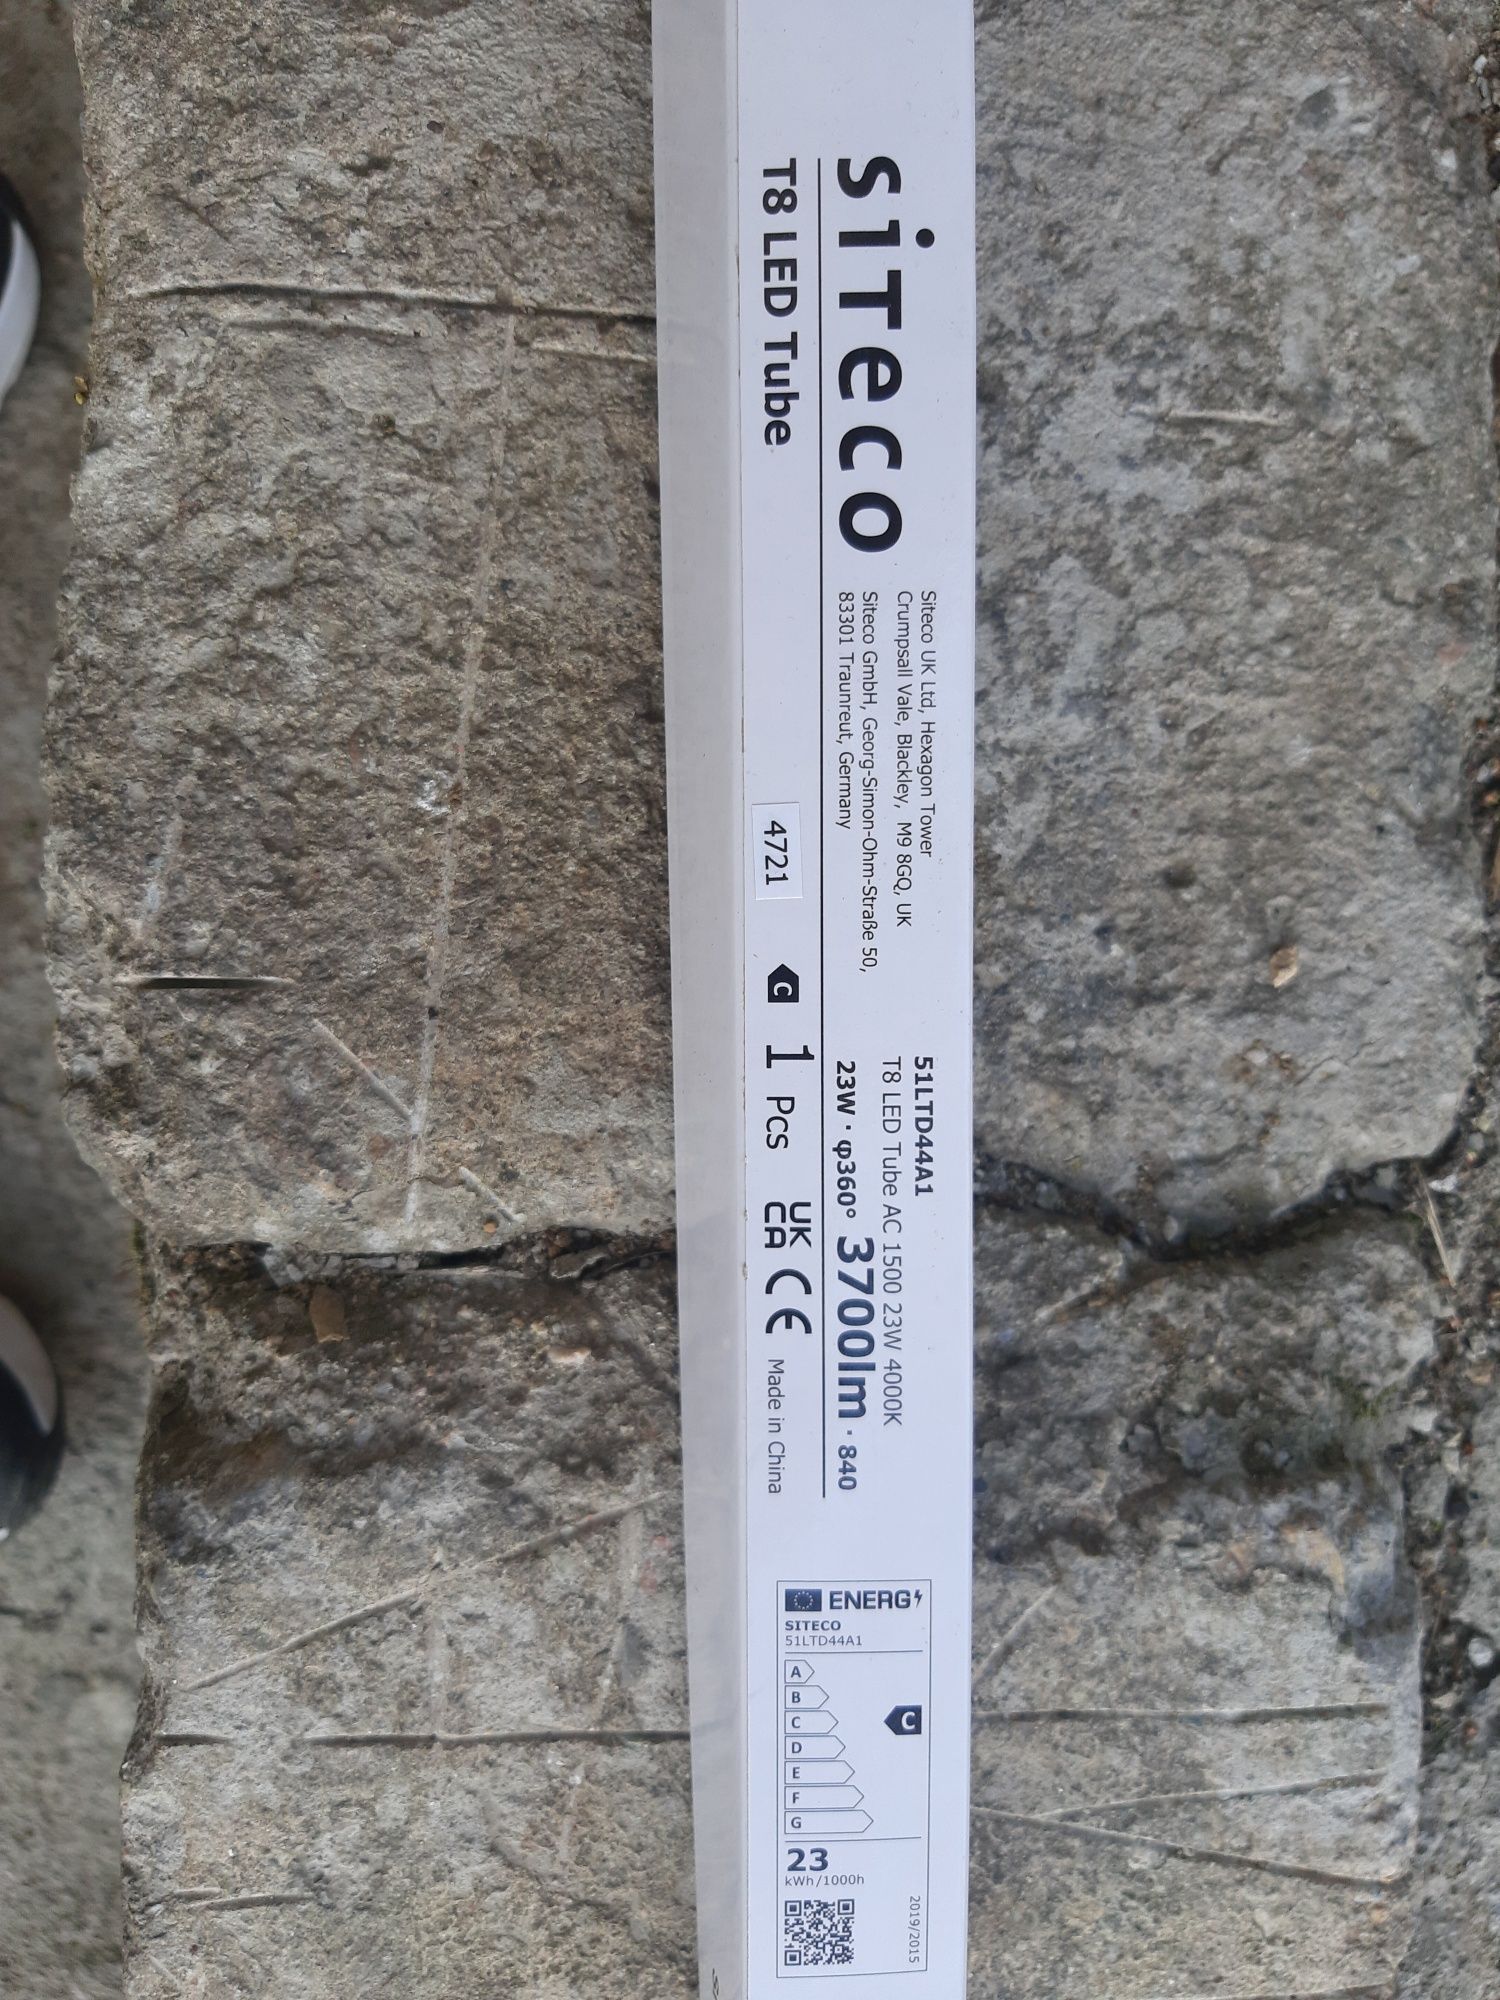 siTeco
Siteco UK Ltd, Hexagon Tower
Crumpsall Vale, Blackley, M9 8GQ, UK
Siteco GmbH, Georg-Simon-Ohm-Straße 50,
83301 Traunreut, Germany
51LTD44A1
T8 LED Tube AC 1500 23W 4000K
23W · φ360° 3700lm · 840
T8 LED Tube
4721
C
1 Pcs
UK
CA
CE
Made in China
ENERG
SITECO
51LTD44A1
A
B
C
D
E
F
G
C
23
kWh/1000h
2019/2015